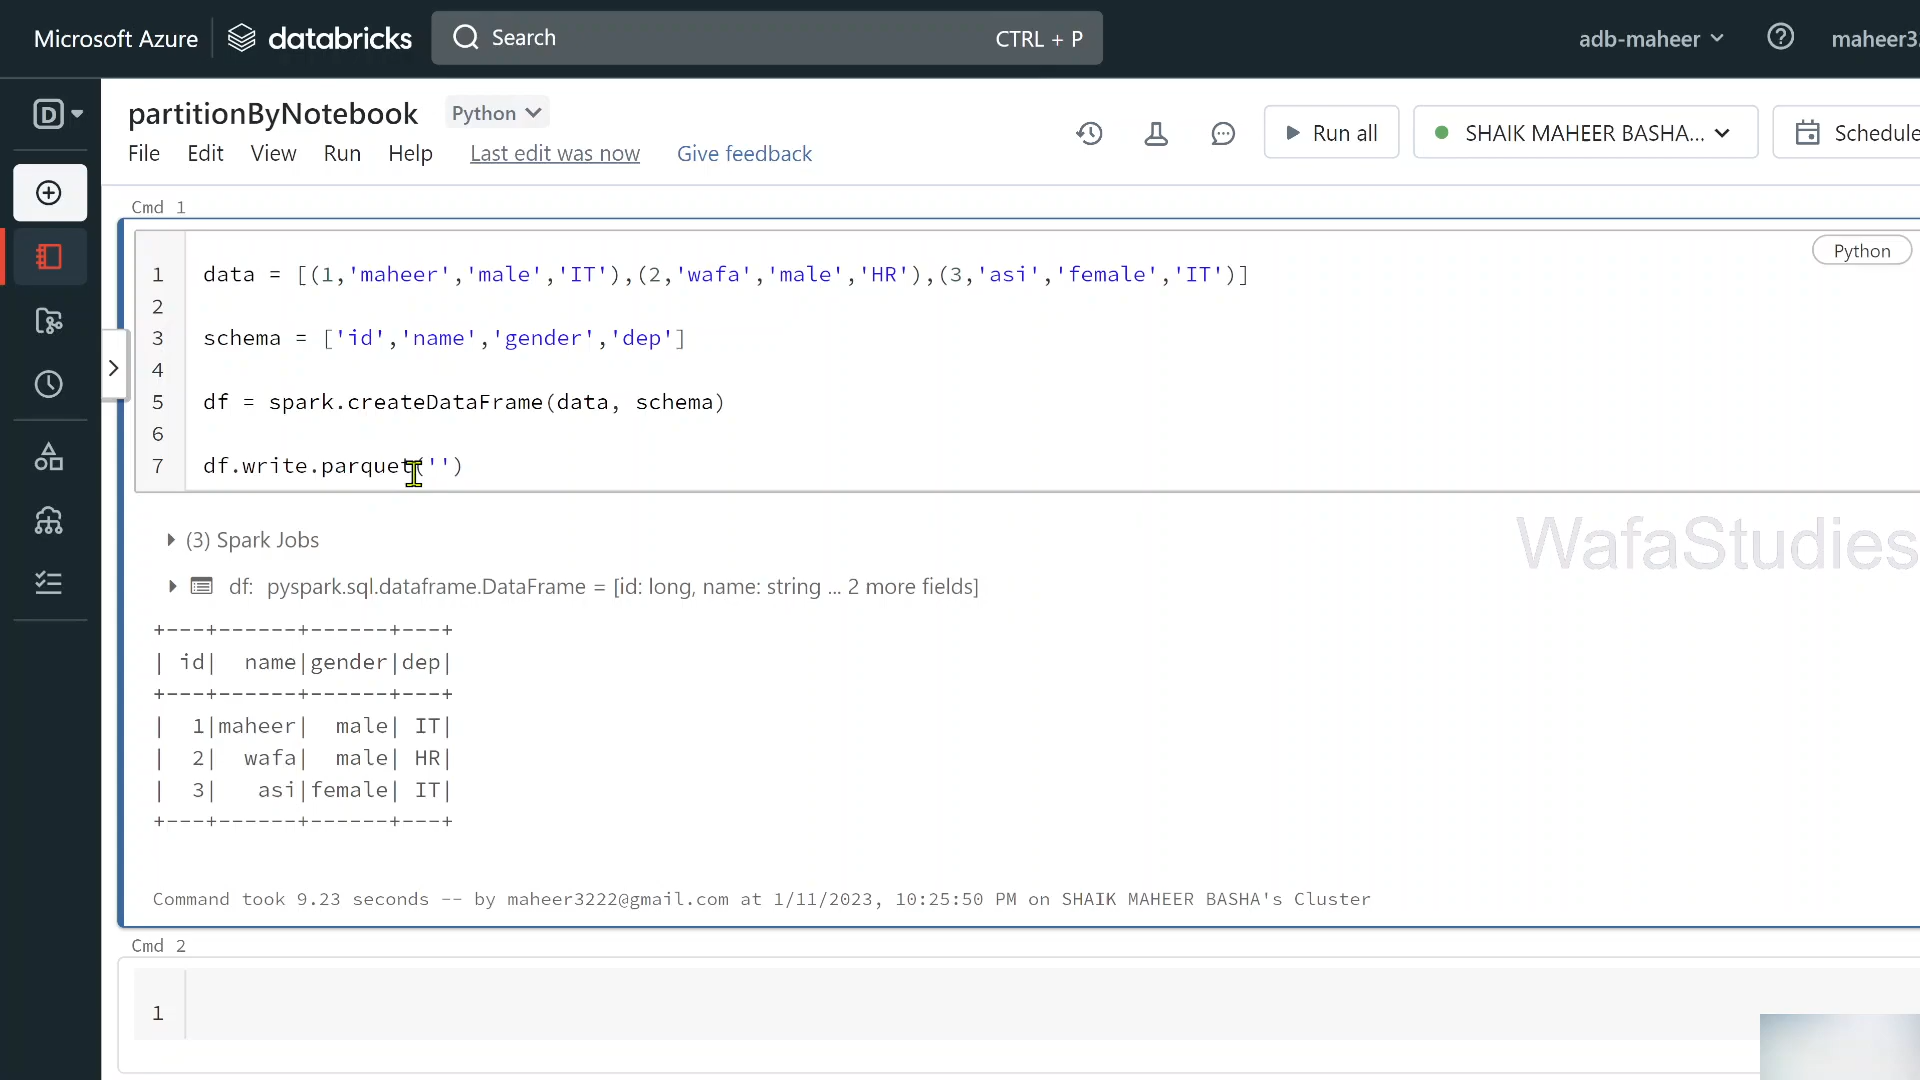 Microsoft Azure databricks Search CTRL + P adb-maheer maheer3
partitionByNotebook Python
File Edit View Run Help Last edit was now Give feedback Run all SHAIK MAHEER BASHA... Schedule
Cmd 1
Python
1 data = [(1,'maheer','male','IT'),(2,'wafa','male','HR'),(3,'asi','female','IT')]
2
3 schema = ['id','name','gender','dep']
4
5 df = spark.createDataFrame(data, schema)
6
7 df.write.parquet('')
(3) Spark Jobs
WafaStudies
df: pyspark.sql.dataframe.DataFrame = [id: long, name: string ... 2 more fields]
+---+------+------+---+
| id|  name|gender|dep|
+---+------+------+---+
|  1|maheer|  male| IT|
|  2|  wafa|  male| HR|
|  3|   asi|female| IT|
+---+------+------+---+
Command took 9.23 seconds -- by maheer3222@gmail.com at 1/11/2023, 10:25:50 PM on SHAIK MAHEER BASHA's Cluster
Cmd 2
1